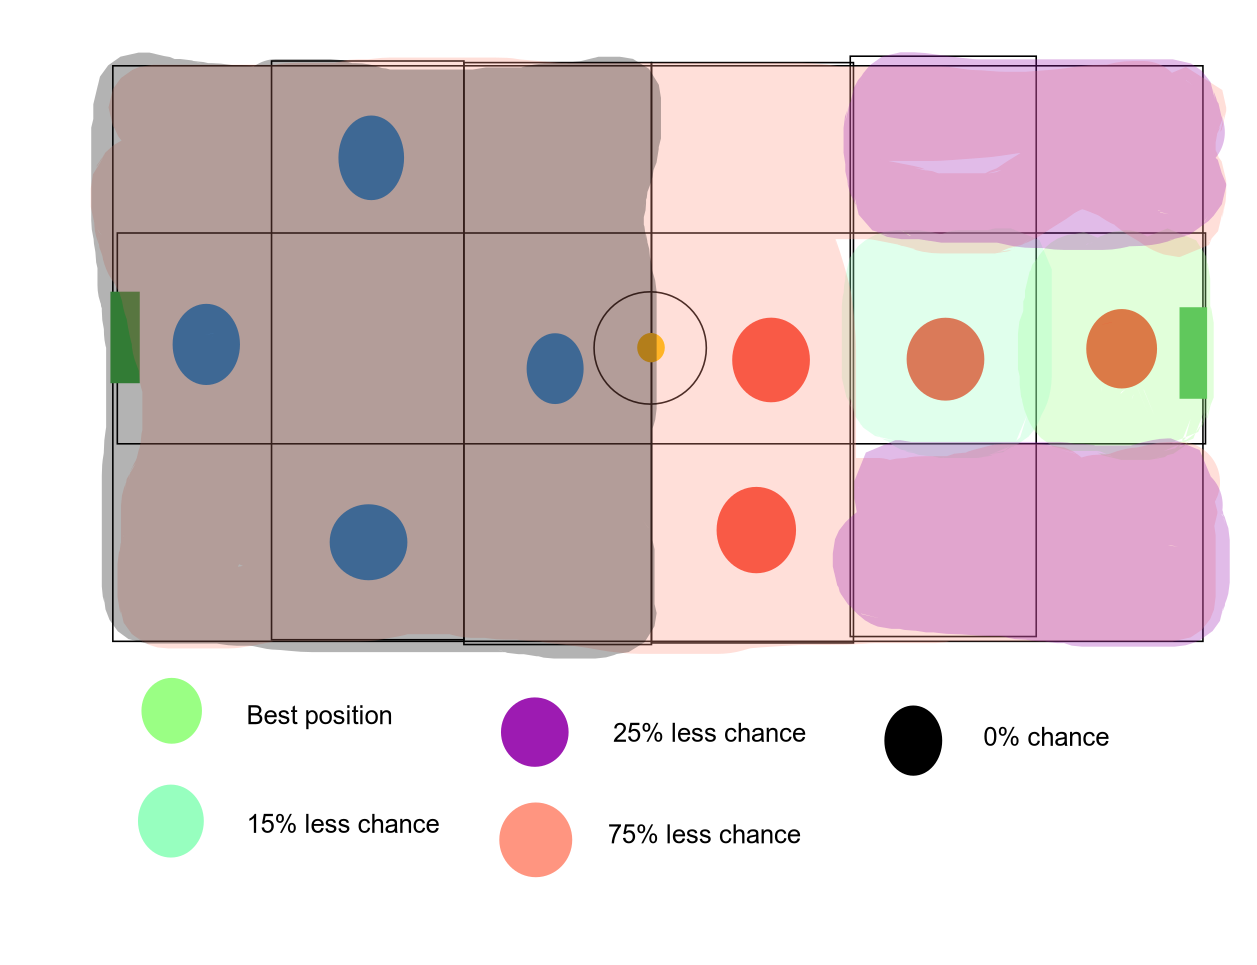 Best position
25% less chance
0% chance
15% less chance
75% less chance